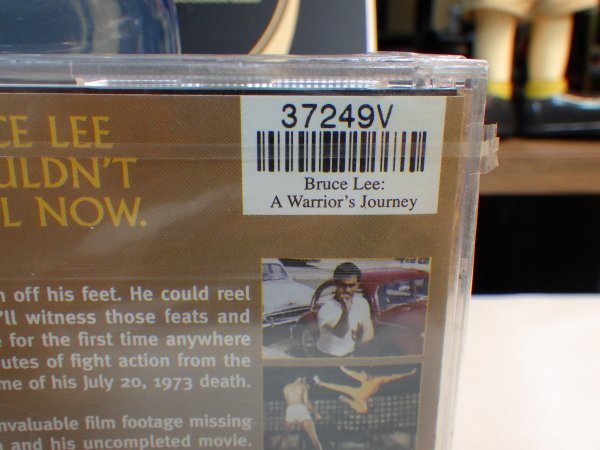 CE LEE
ULDN'T
L NOW.
37249V
Bruce Lee:
A Warrior's Journey
off his feet. He could reel
'll witness those feats and
for the first time anywhere
utes of fight action from the
me of his July 20, 1973 death.
nvaluable film footage missing
and his uncompleted movie.